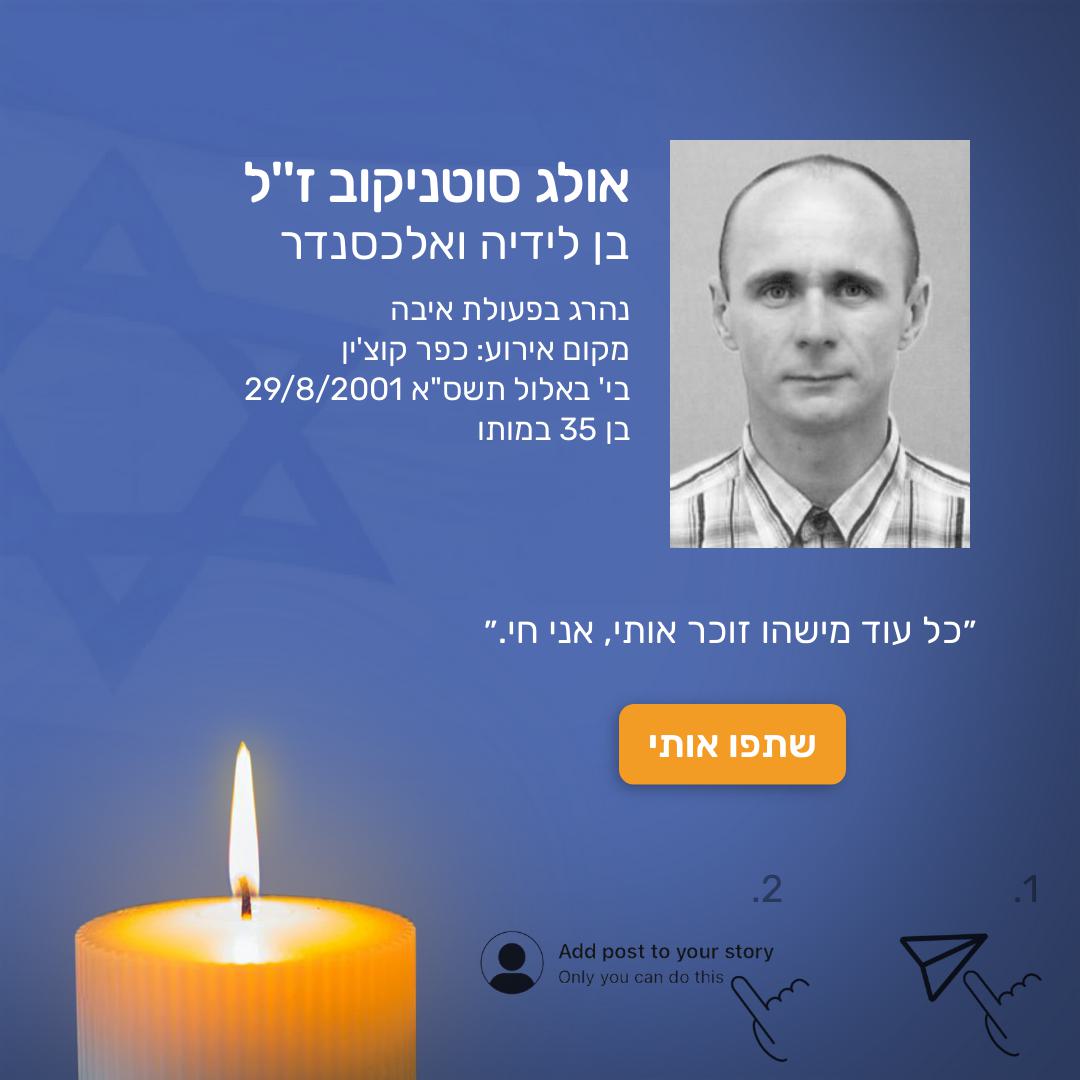 אולג סוטניקוב ז"ל
בן לידיה ואלכסנדר
נהרג בפעולת איבה
מקום אירוע: כפר קוצ'ין
בי' באלול תשס"א 29/8/2001
בן 35 במותו
״כל עוד מישהו זוכר אותי, אני חי.״
שתפו אותי
1.
2.
Add post to your story
Only you can do this